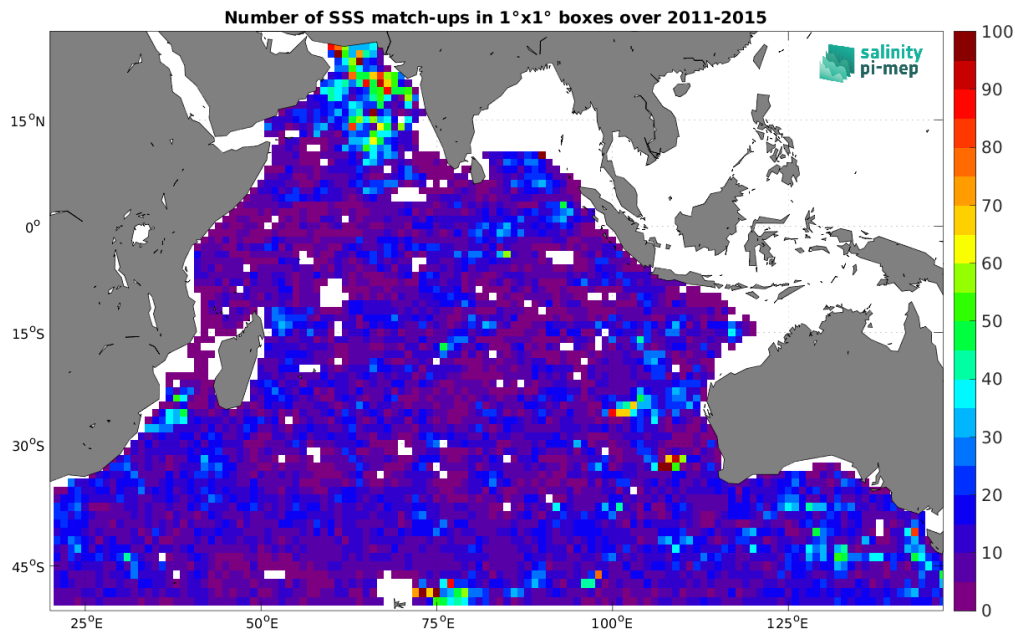 Number of SSS match-ups in 1°x1° boxes over 2011-2015
salinity
pi-mep
15°N
0°
15°S
30°S
45°S
25°E
50°E
75°E
100°E
125°E
100
90
80
70
60
50
40
30
20
10
0